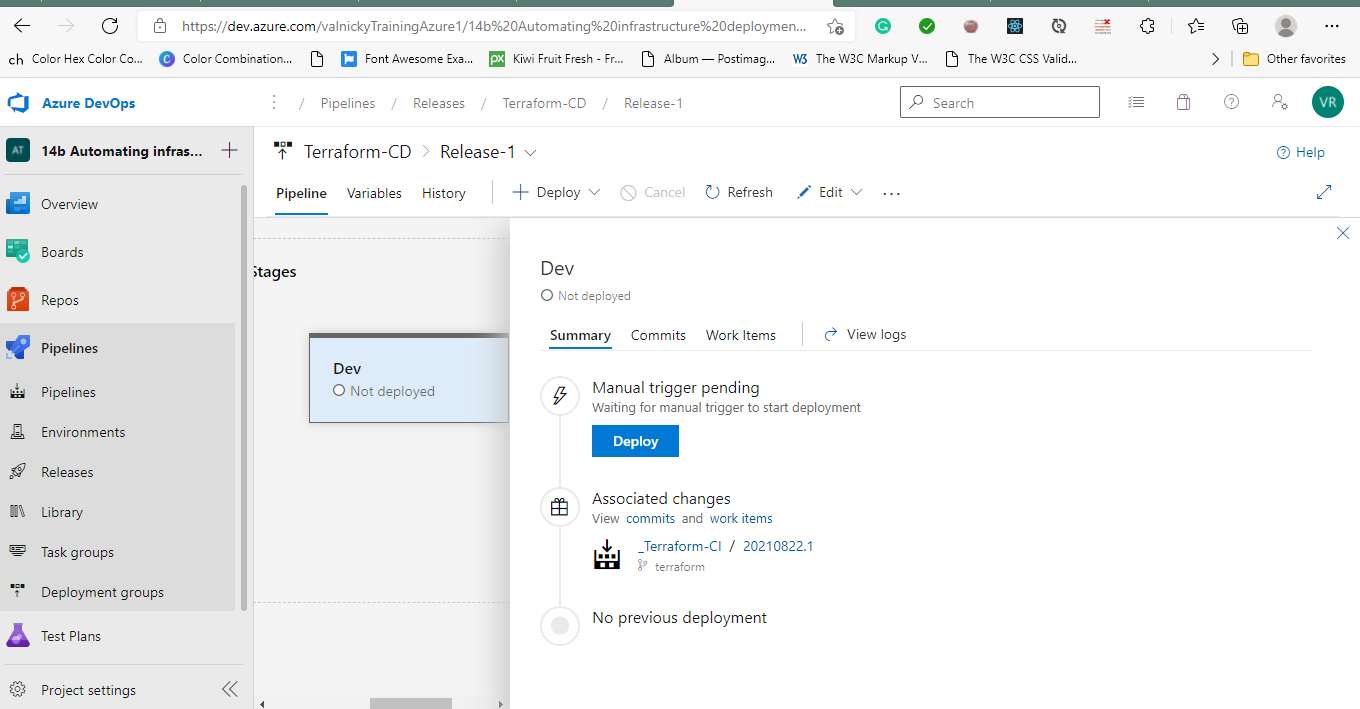 https://dev.azure.com/valnickyTrainingAzure1/14b%20Automating%20infrastructure%20deploymen...
ch Color Hex Color Co...
C Color Combination...
Font Awesome Exa...
px Kiwi Fruit Fresh - Fr...
Album — Postimag...
W3 The W3C Markup V...
The W3C CSS Valid...
Other favorites
Azure DevOps
/ Pipelines / Releases / Terraform-CD / Release-1
Search
VR
AT 14b Automating infras...
Terraform-CD > Release-1
Help
Pipeline Variables History Deploy Cancel Refresh Edit
Overview
Boards
Repos
Pipelines
Pipelines
Environments
Releases
Library
Task groups
Deployment groups
Test Plans
Project settings
Stages
Dev
Not deployed
Dev
Not deployed
Summary Commits Work Items View logs
Manual trigger pending
Waiting for manual trigger to start deployment
Deploy
Associated changes
View commits and work items
_Terraform-CI / 20210822.1
terraform
No previous deployment